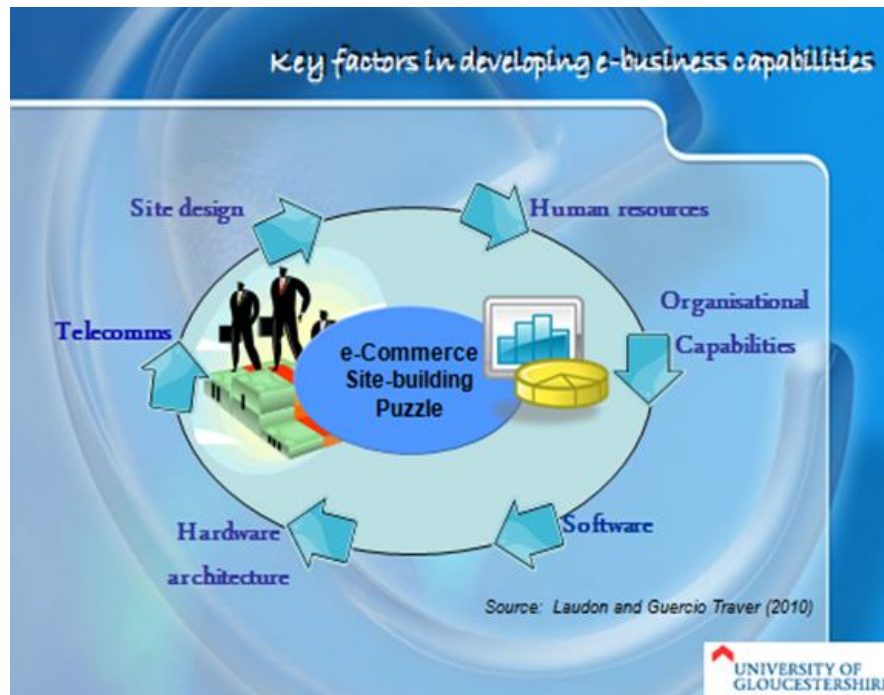 Key factors in developing e-business capabilities
Site design
Human resources
Telecomms
Organisational
Capabilities
e-Commerce
Site-building
Puzzle
Hardware
architecture
Software
Source: Laudon and Guercio Traver (2010)
UNIVERSITY OF
GLOUCESTERSHIRE